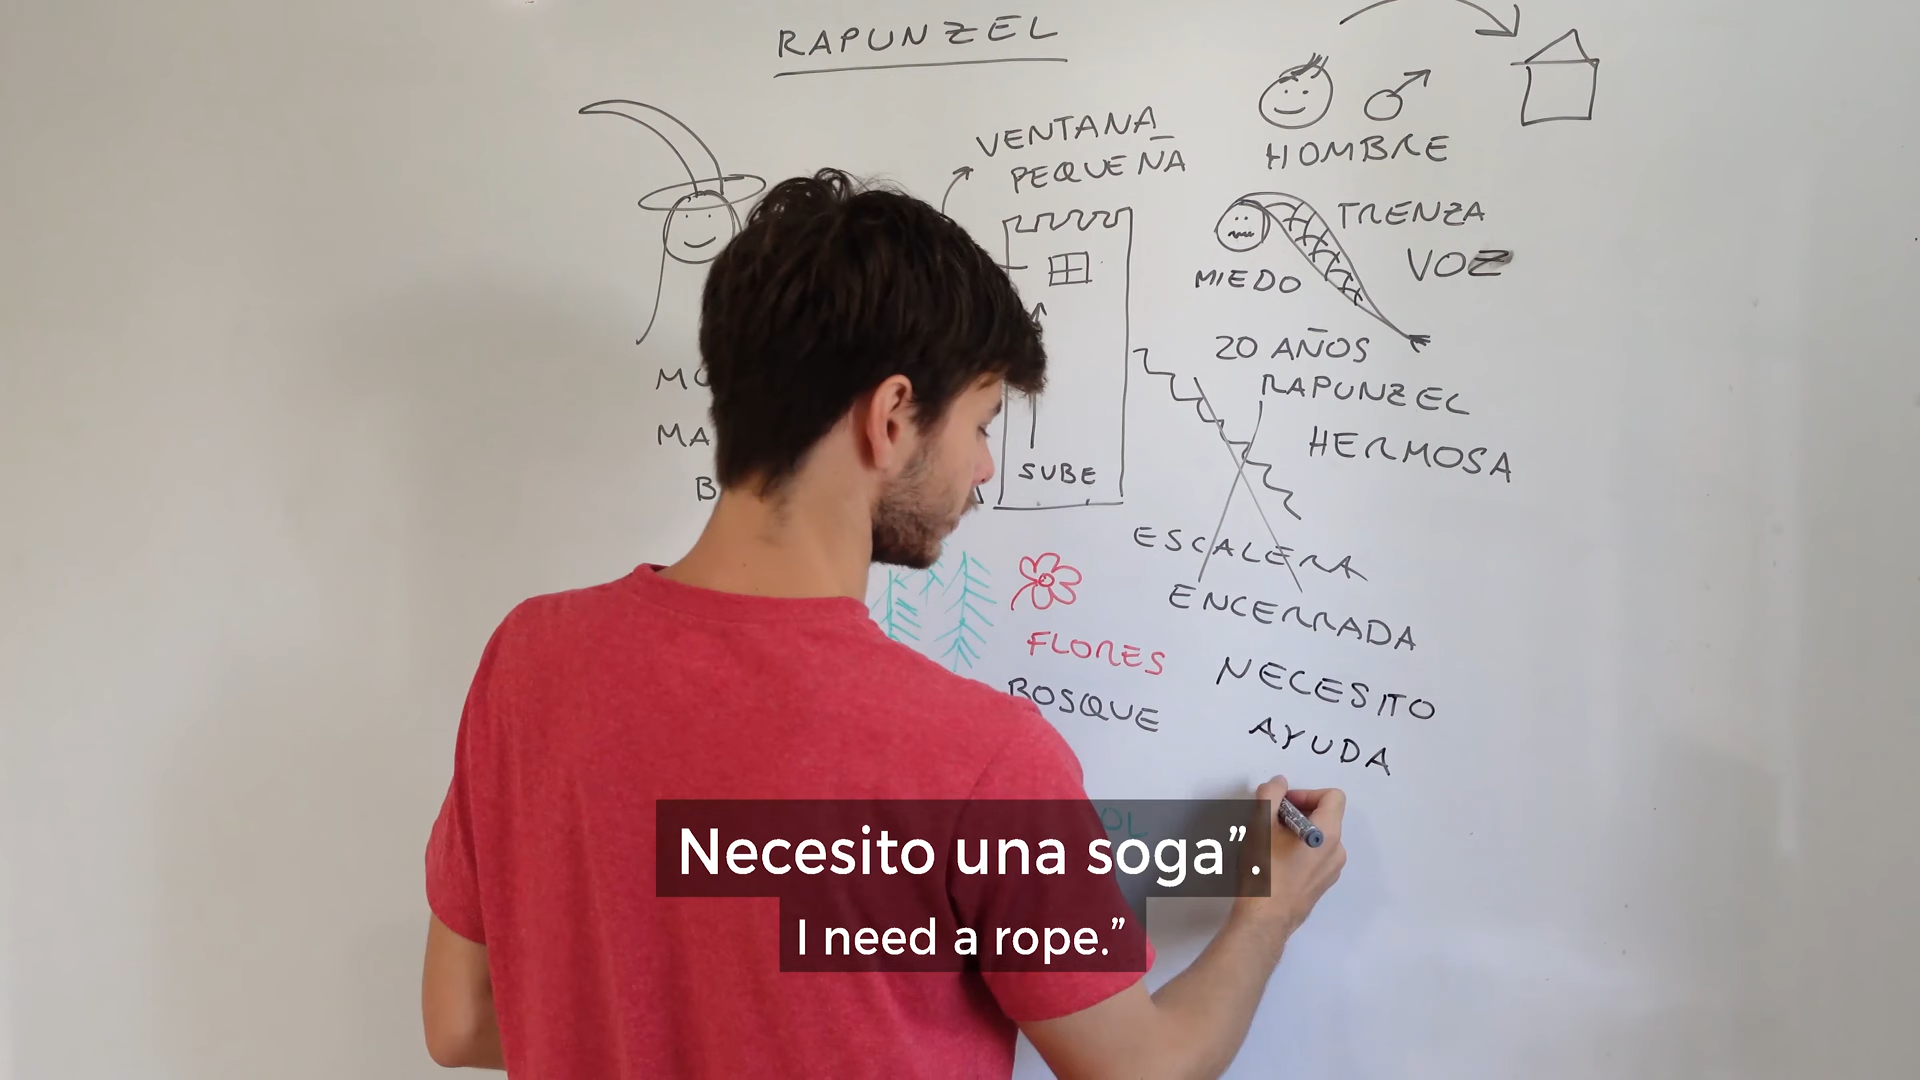 RAPUNZEL
VENTANA
PEQUEÑA
HOMBRE
TRENZA
VOZ
MIEDO
20 AÑOS
RAPUNZEL
HERMOSA
SUBE
ESCALERA
ENCERRADA
FLORES
BOSQUE
NECESITO
AYUDA
Necesito una soga”.
I need a rope.”